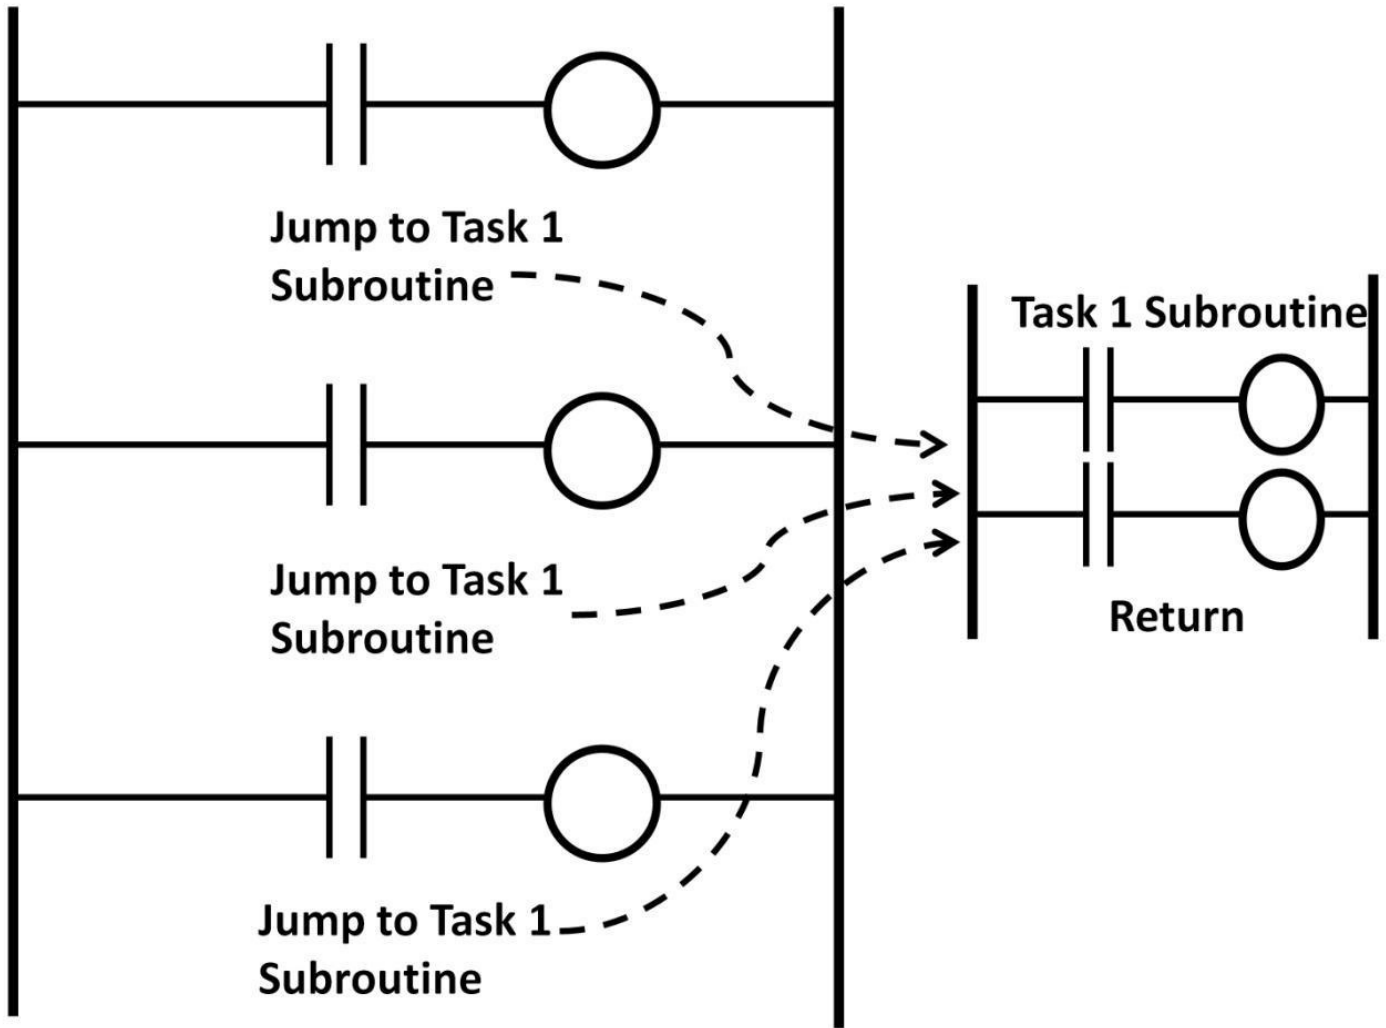 Jump to Task 1
Subroutine
Task 1 Subroutine
Jump to Task 1
Subroutine
Return
Jump to Task 1
Subroutine